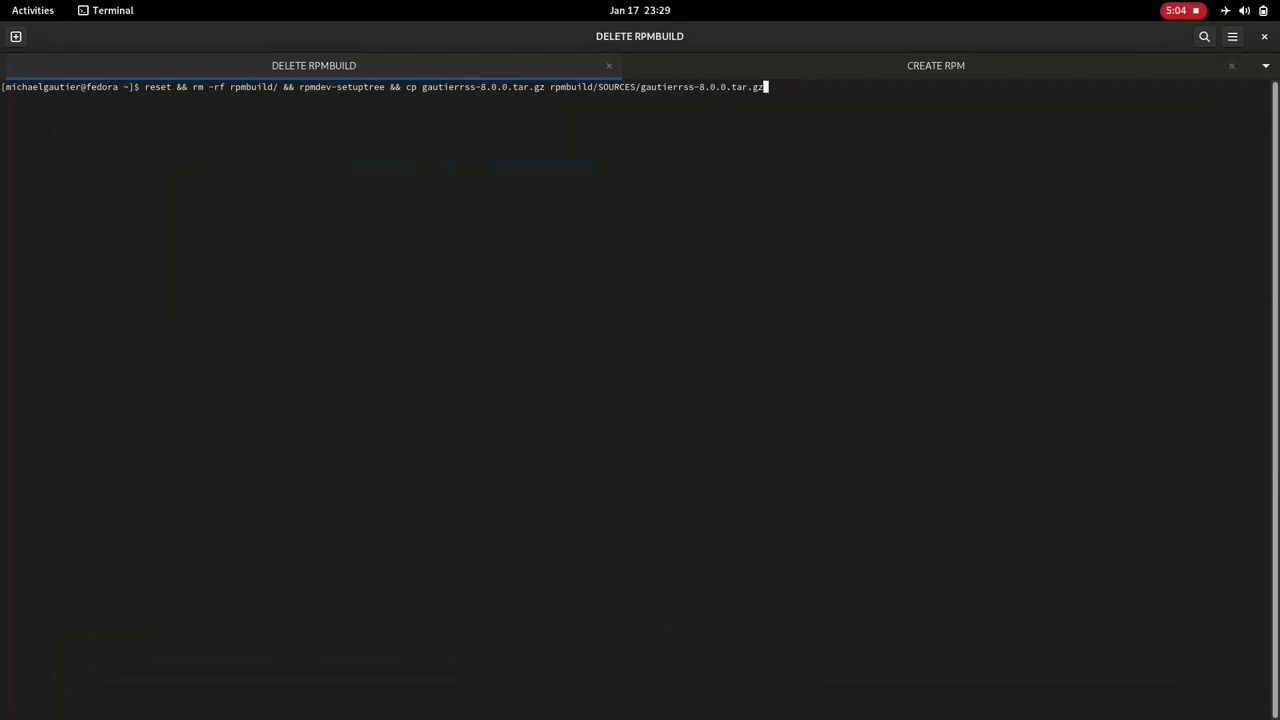 Activities
Terminal
Jan 17 23:29
5:04
DELETE RPMBUILD
DELETE RPMBUILD
CREATE RPM
[michaelgautier@fedora ~]$ reset && rm -rf rpmbuild/ && rpmdev-setuptree && cp gautierrss-8.0.0.tar.gz rpmbuild/SOURCES/gautierrss-8.0.0.tar.gz